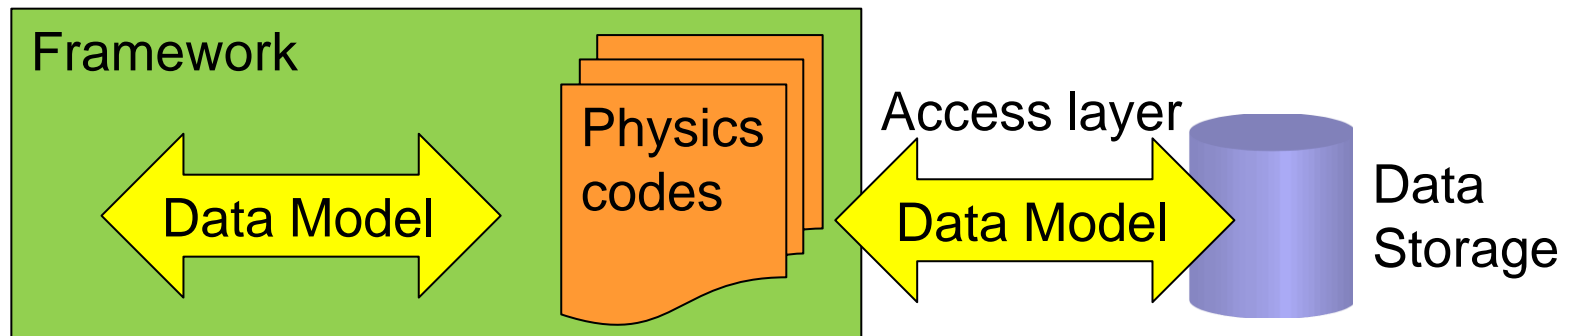 Framework
Data Model
Physics
codes
Access layer
Data Model
Data
Storage